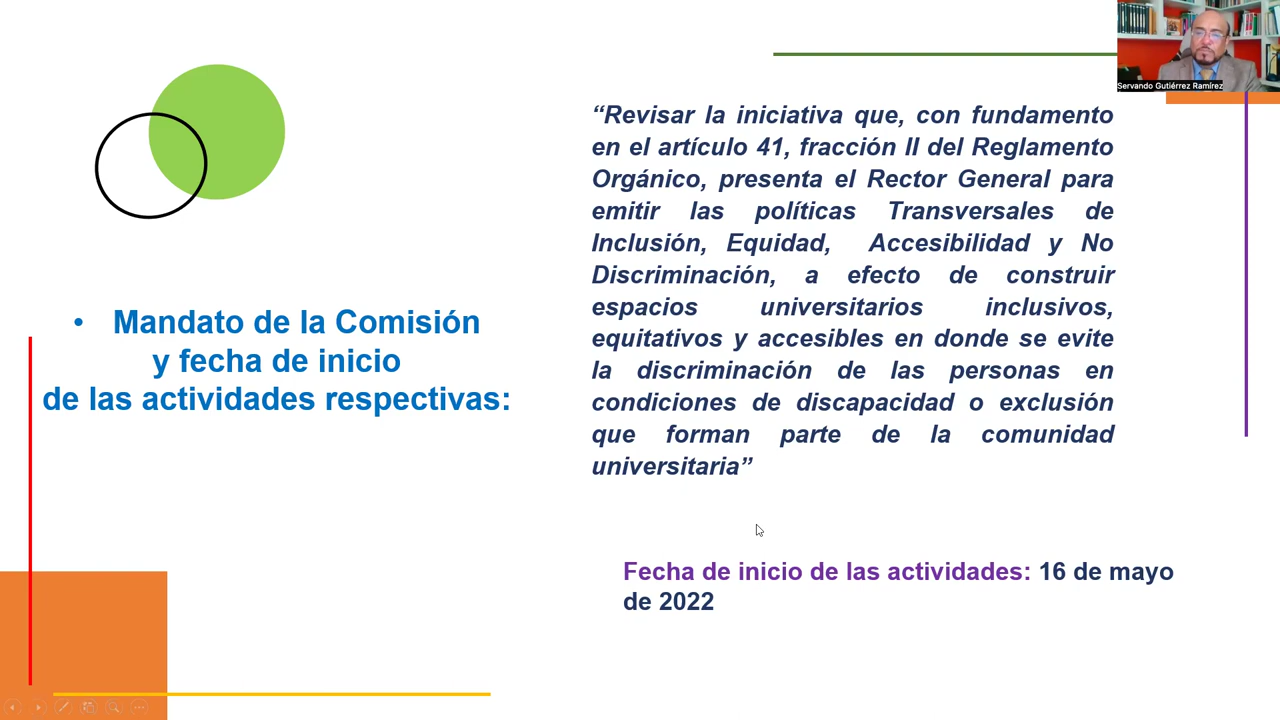 Servando Gutiérrez Ramírez
“Revisar la iniciativa que, con fundamento
en el artículo 41, fracción II del Reglamento
Orgánico, presenta el Rector General para
emitir las políticas Transversales de
Inclusión, Equidad, Accesibilidad y No
Discriminación, a efecto de construir
espacios universitarios inclusivos,
equitativos y accesibles en donde se evite
la discriminación de las personas en
condiciones de discapacidad o exclusión
que forman parte de la comunidad
universitaria”
• Mandato de la Comisión
y fecha de inicio
de las actividades respectivas:
Fecha de inicio de las actividades: 16 de mayo
de 2022